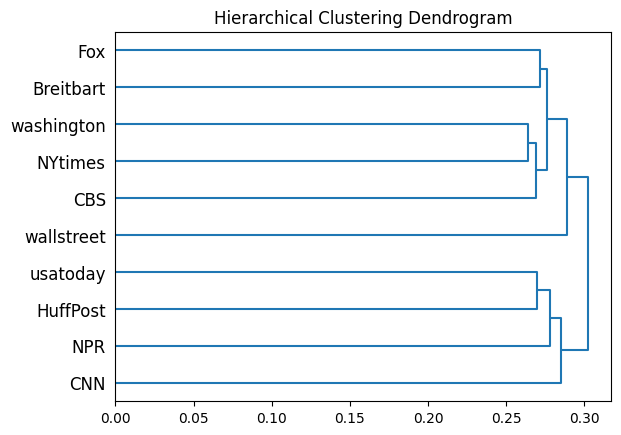 Hierarchical Clustering Dendrogram
Fox
Breitbart
washington
NYtimes
CBS
wallstreet
usatoday
HuffPost
NPR
CNN
0.00 0.05 0.10 0.15 0.20 0.25 0.30